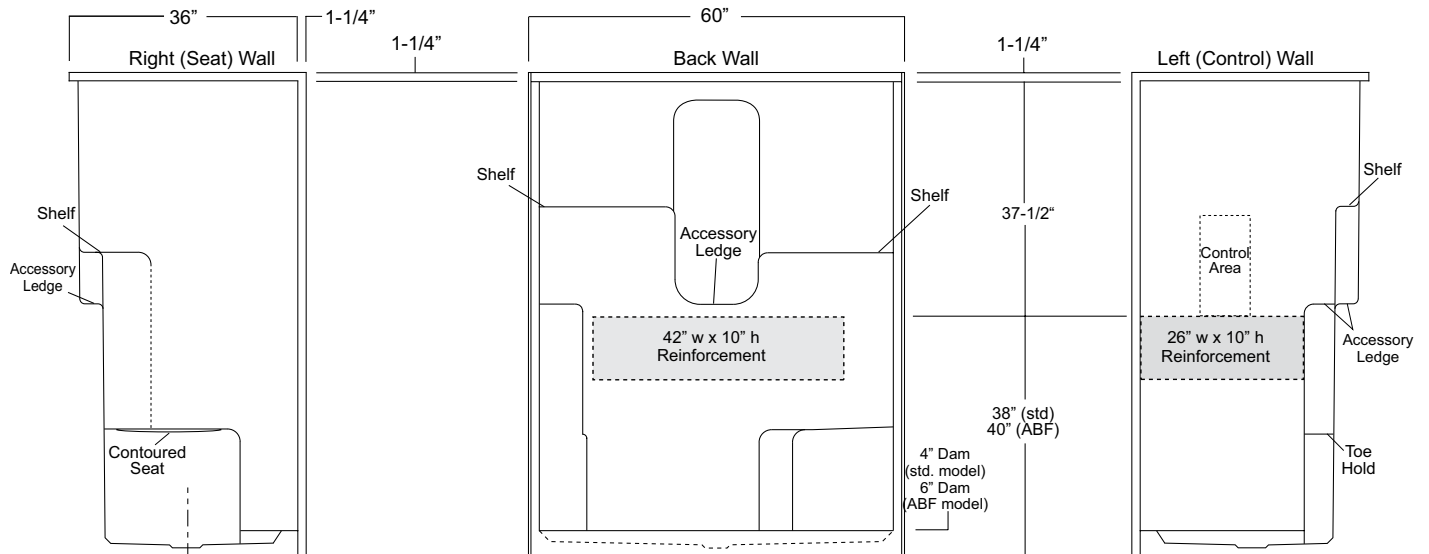 36”
1-1/4”
60”
1-1/4”
1-1/4”
Right (Seat) Wall
Back Wall
Left (Control) Wall
Shelf
Shelf
Shelf
Shelf
37-1/2“
Accessory
Ledge
Control
Area
Accessory
Ledge
42” w x 10” h
Reinforcement
26” w x 10” h
Reinforcement
Accessory
Ledge
38” (std)
40” (ABF)
Contoured
Seat
4” Dam
(std. model)
6” Dam
(ABF model)
Toe
Hold